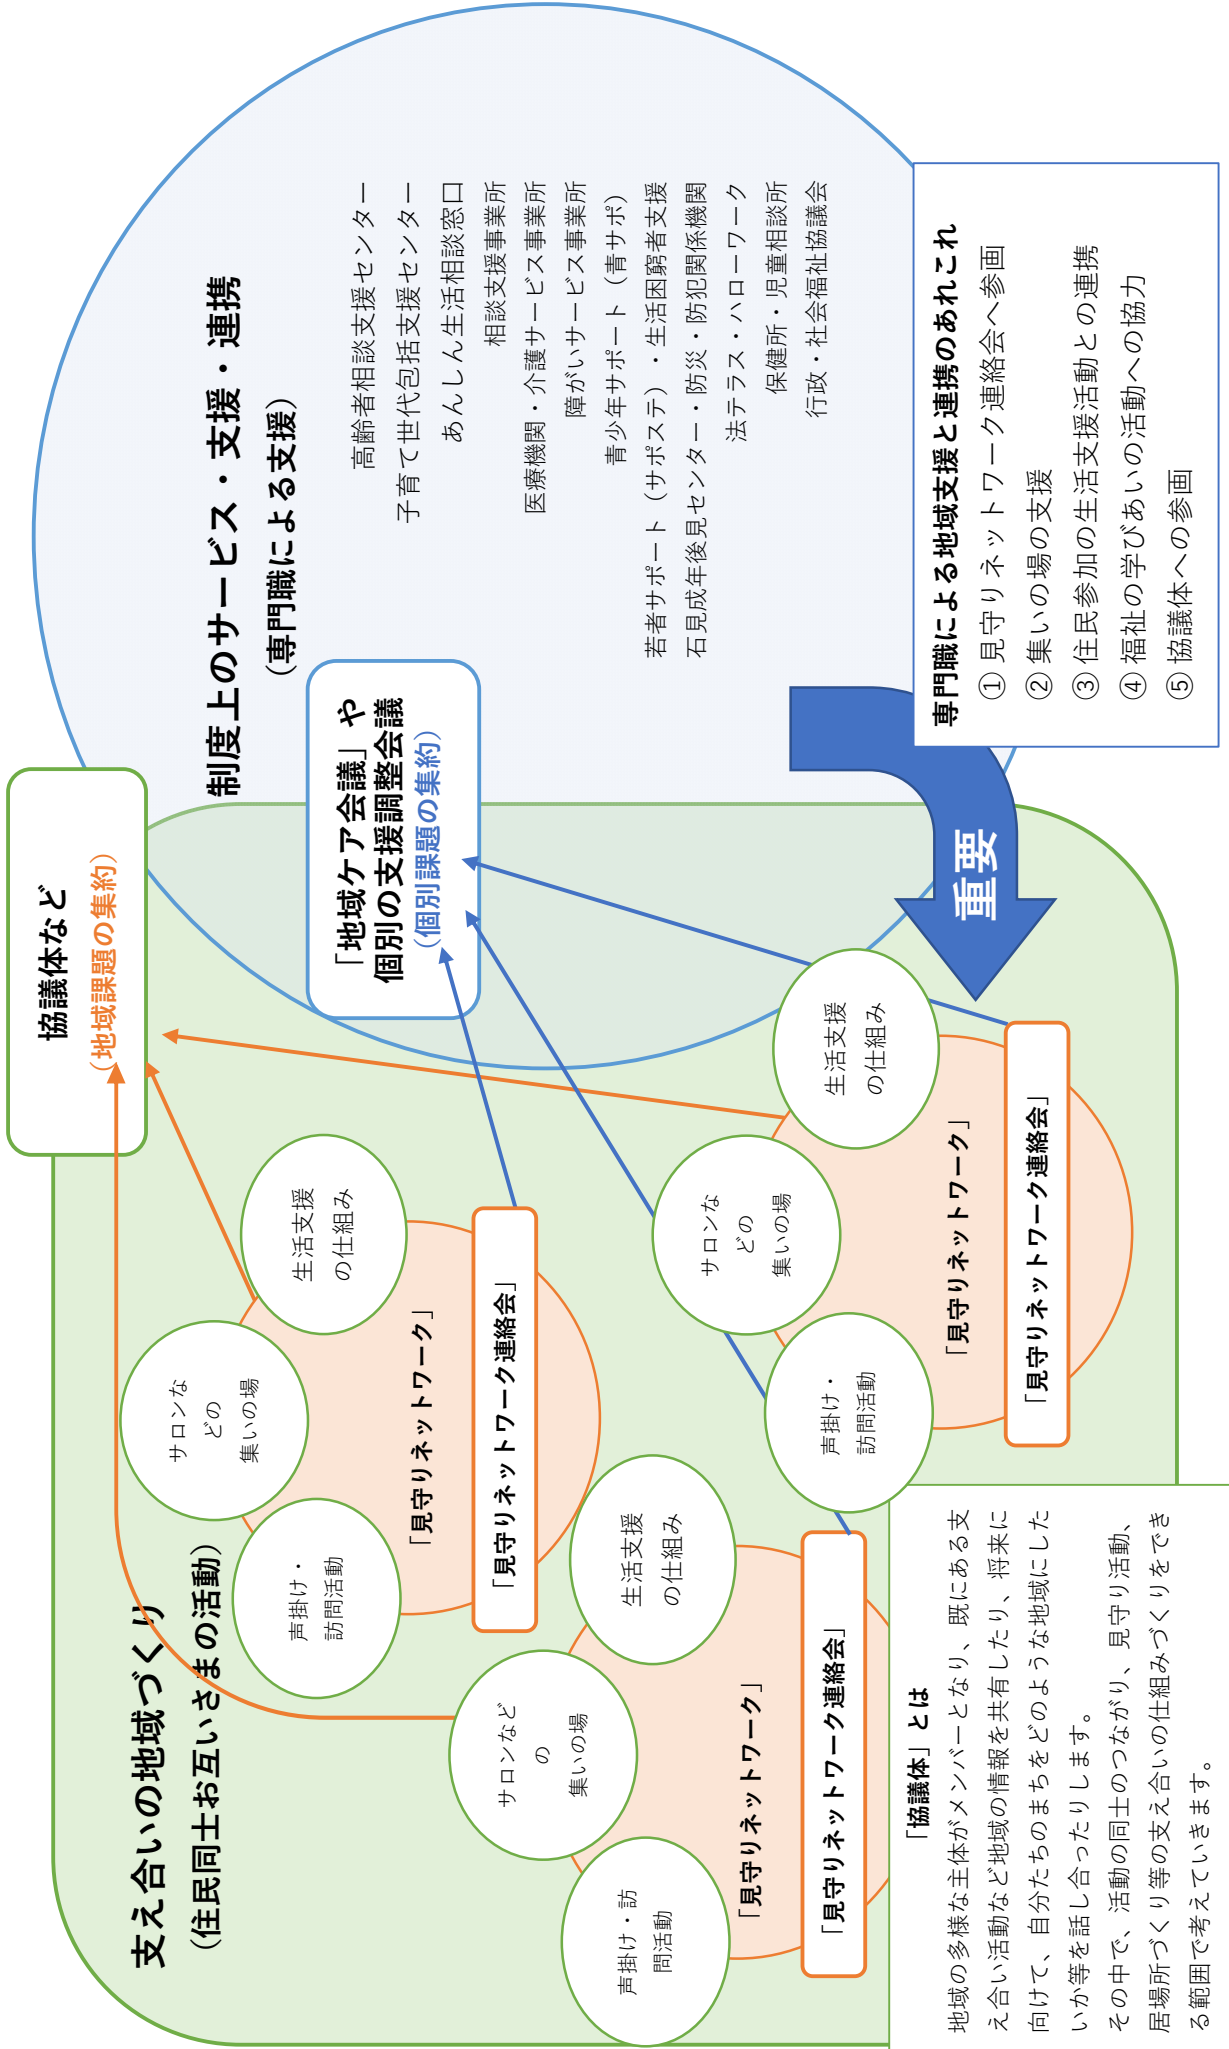 支え合いの地域づくり
（住民同士お互いさまの活動）
協議体など
（地域課題の集約）
制度上のサービス・支援・連携
（専門職による支援）
「地域ケア会議」や
個別の支援調整会議
（個別課題の集約）
高齢者相談支援センター
子育て世代包括支援センター
あんしん生活相談窓口
相談支援事業所
医療機関・介護サービス事業所
障がいサービス事業所
青少年サポート（青サポ）
若者サポート（サポステ）・生活困窮者支援
石見成年後見センター・防災・防犯関係機関
法テラス・ハローワーク
保健所・児童相談所
行政・社会福祉協議会
声掛け・
訪問活動
サロンな
どの
集いの場
生活支援
の仕組み
「見守りネットワーク」
「見守りネットワーク連絡会」
声掛け・訪
問活動
サロンなど
の
集いの場
生活支援
の仕組み
「見守りネットワーク」
「見守りネットワーク連絡会」
声掛け・
訪問活動
サロンな
どの
集いの場
生活支援
の仕組み
「見守りネットワーク」
「見守りネットワーク連絡会」
重要
専門職による地域支援と連携のあれこれ
① 見守りネットワーク連絡会へ参画
② 集いの場の支援
③ 住民参加の生活支援活動との連携
④ 福祉の学びあいの活動への協力
⑤ 協議体への参画
「協議体」とは
地域の多様な主体がメンバーとなり、既にある支
え合い活動など地域の情報を共有したり、将来に
向けて、自分たちのまちをどのような地域にした
いか等を話し合ったりします。
その中で、活動の同士のつながり、見守り活動、
居場所づくり等の支え合いの仕組みづくりをでき
る範囲で考えていきます。